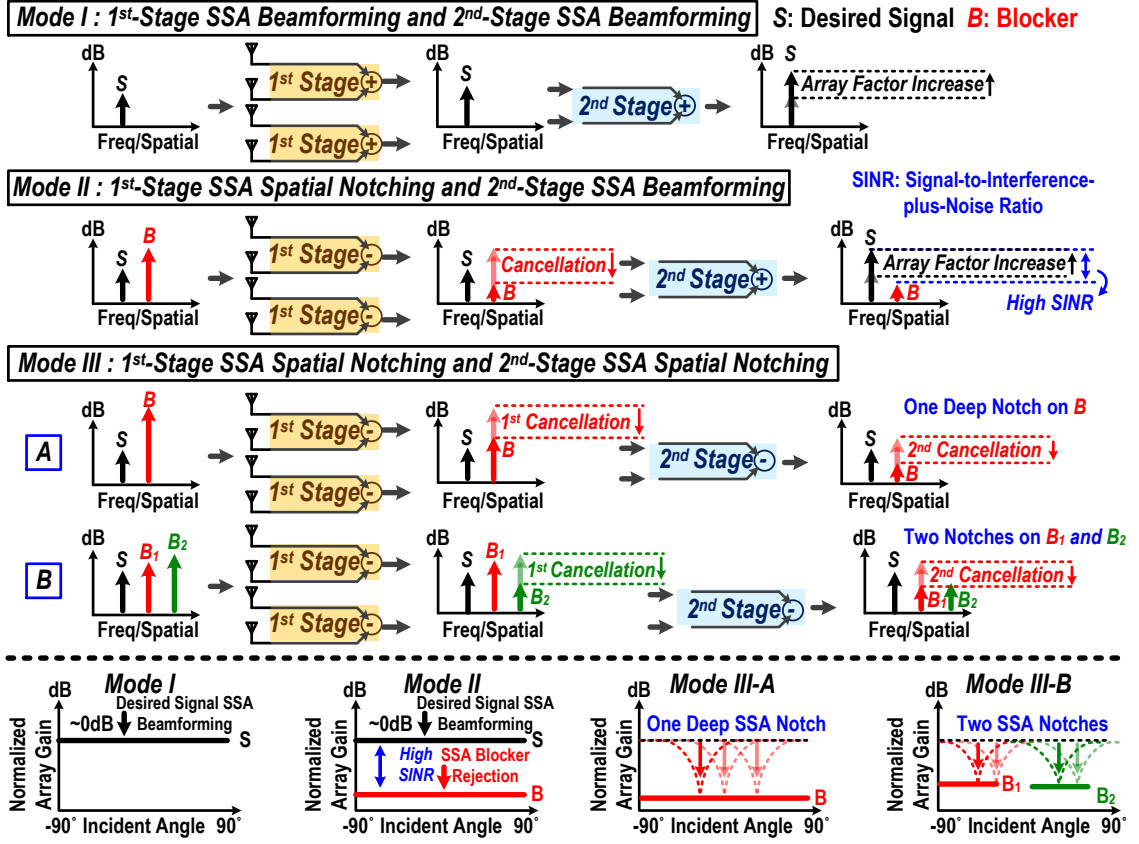 Mode I : 1st-Stage SSA Beamforming and 2nd-Stage SSA Beamforming
S: Desired Signal B: Blocker
dB
S
Freq/Spatial
1st Stage +
1st Stage +
dB
S
Freq/Spatial
2nd Stage +
dB
S
Array Factor Increase
Freq/Spatial
Mode II : 1st-Stage SSA Spatial Notching and 2nd-Stage SSA Beamforming
SINR: Signal-to-Interference-
plus-Noise Ratio
dB
S
B
Freq/Spatial
1st Stage -
1st Stage -
dB
S
Cancellation
B
Freq/Spatial
2nd Stage +
dB
S
Array Factor Increase
B
High SINR
Freq/Spatial
Mode III : 1st-Stage SSA Spatial Notching and 2nd-Stage SSA Spatial Notching
A
dB
S
B
Freq/Spatial
1st Stage -
1st Stage -
dB
S
1st Cancellation
B
Freq/Spatial
2nd Stage -
One Deep Notch on B
dB
S
2nd Cancellation
B
Freq/Spatial
B
dB
S
B1
B2
Freq/Spatial
1st Stage -
1st Stage -
dB
S
B1
1st Cancellation
B2
Freq/Spatial
2nd Stage -
Two Notches on B1 and B2
dB
S
2nd Cancellation
B1
B2
Freq/Spatial
Mode I
dB
Normalized
Array Gain
~0dB
Desired Signal SSA
Beamforming
S
-90° Incident Angle 90°
Mode II
dB
Normalized
Array Gain
~0dB
Desired Signal SSA
Beamforming
S
High
SINR
SSA Blocker
Rejection
B
-90° Incident Angle 90°
Mode III-A
dB
Normalized
Array Gain
One Deep SSA Notch
B
-90° Incident Angle 90°
Mode III-B
dB
Normalized
Array Gain
Two SSA Notches
B1
B2
-90° Incident Angle 90°